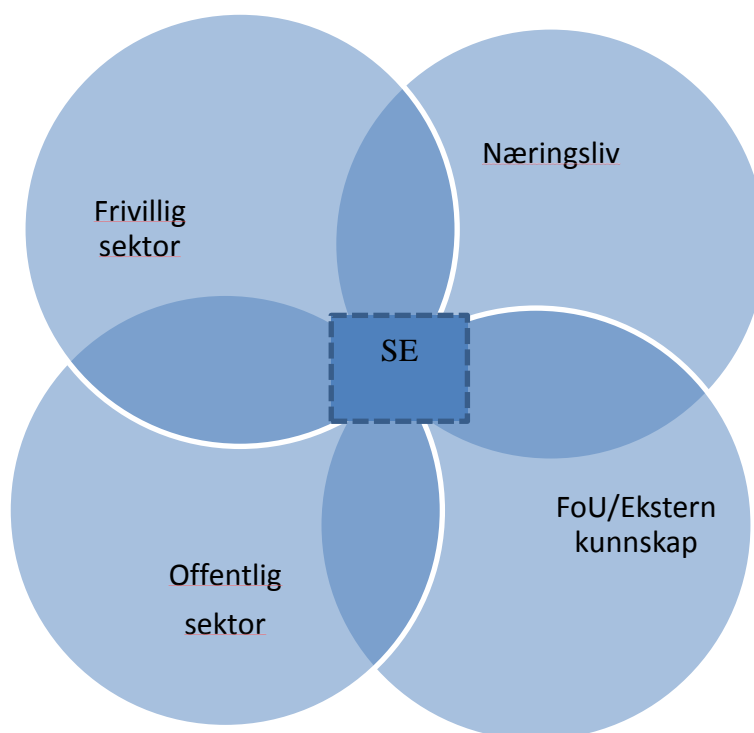 Næringsliv
Frivillig
sektor
SE
FoU/Ekstern
kunnskap
Offentlig
sektor